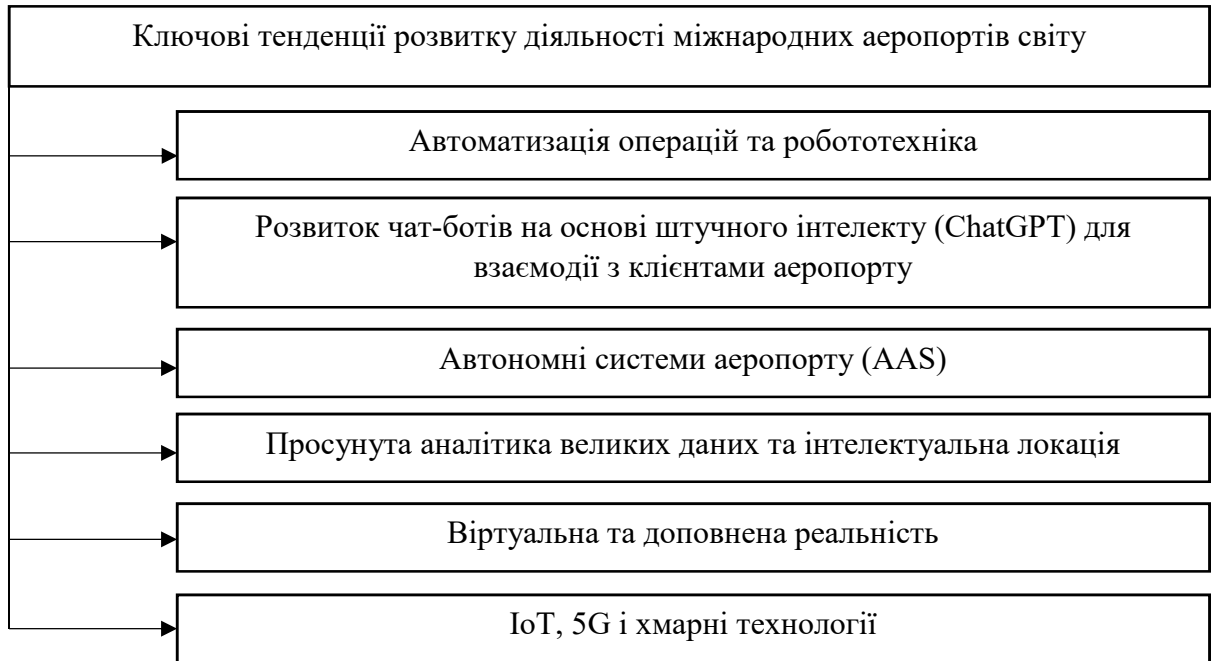 Ключові тенденції розвитку діяльності міжнародних аеропортів світу
Автоматизація операцій та робототехніка
Розвиток чат-ботів на основі штучного інтелекту (ChatGPT) для
взаємодії з клієнтами аеропорту
Автономні системи аеропорту (AAS)
Просунута аналітика великих даних та інтелектуальна локація
Віртуальна та доповнена реальність
IoT, 5G і хмарні технології